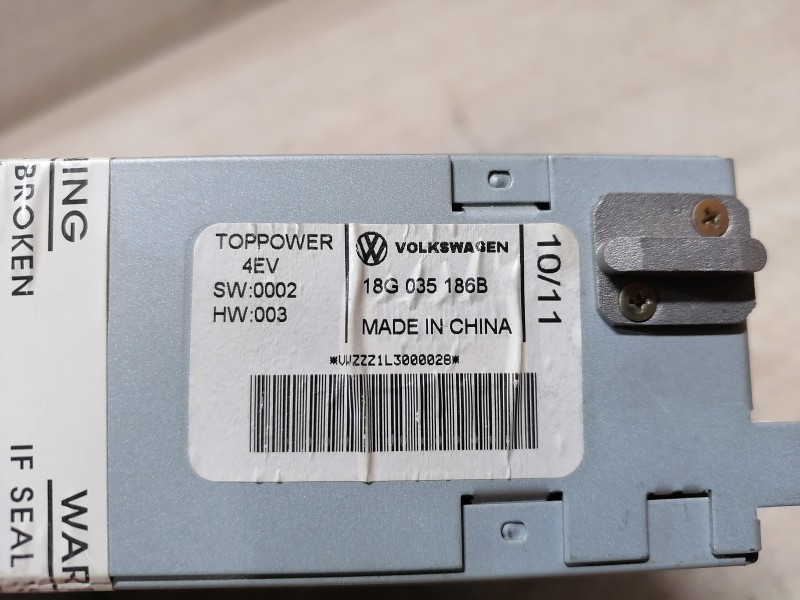 TOPPOWER
4EV
SW:0002
HW:003
VOLKSWAGEN
18G 035 186B
MADE IN CHINA
10/11
*VWZZZ1L3000028*
NING
BROKEN
WAR
IF SEAL